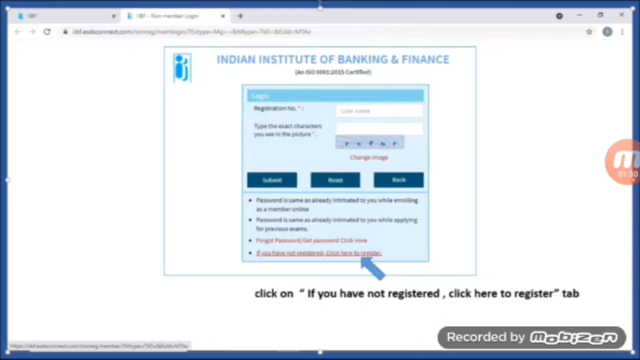 IIBF
IIBF - Non member Login
iibf.esdsconnect.com/nonreg/memlogin/?Extype=Mg==&Mtype=Tk0=&ExId=MTAx
INDIAN INSTITUTE OF BANKING & FINANCE
(An ISO 9001:2015 Certified)
Login
Registration No. * :
User name
Type the exact characters
you see in the picture *.
Change Image
Submit
Reset
Back
Password is same as already intimated to you while enrolling
as a member online
Password is same as already intimated to you while applying
for previous exams.
Forgot Password/Get password Click Here
If you have not registered, Click here to register.
click on “ If you have not registered , click here to register” tab
01:30
Recorded by MOBIZEN